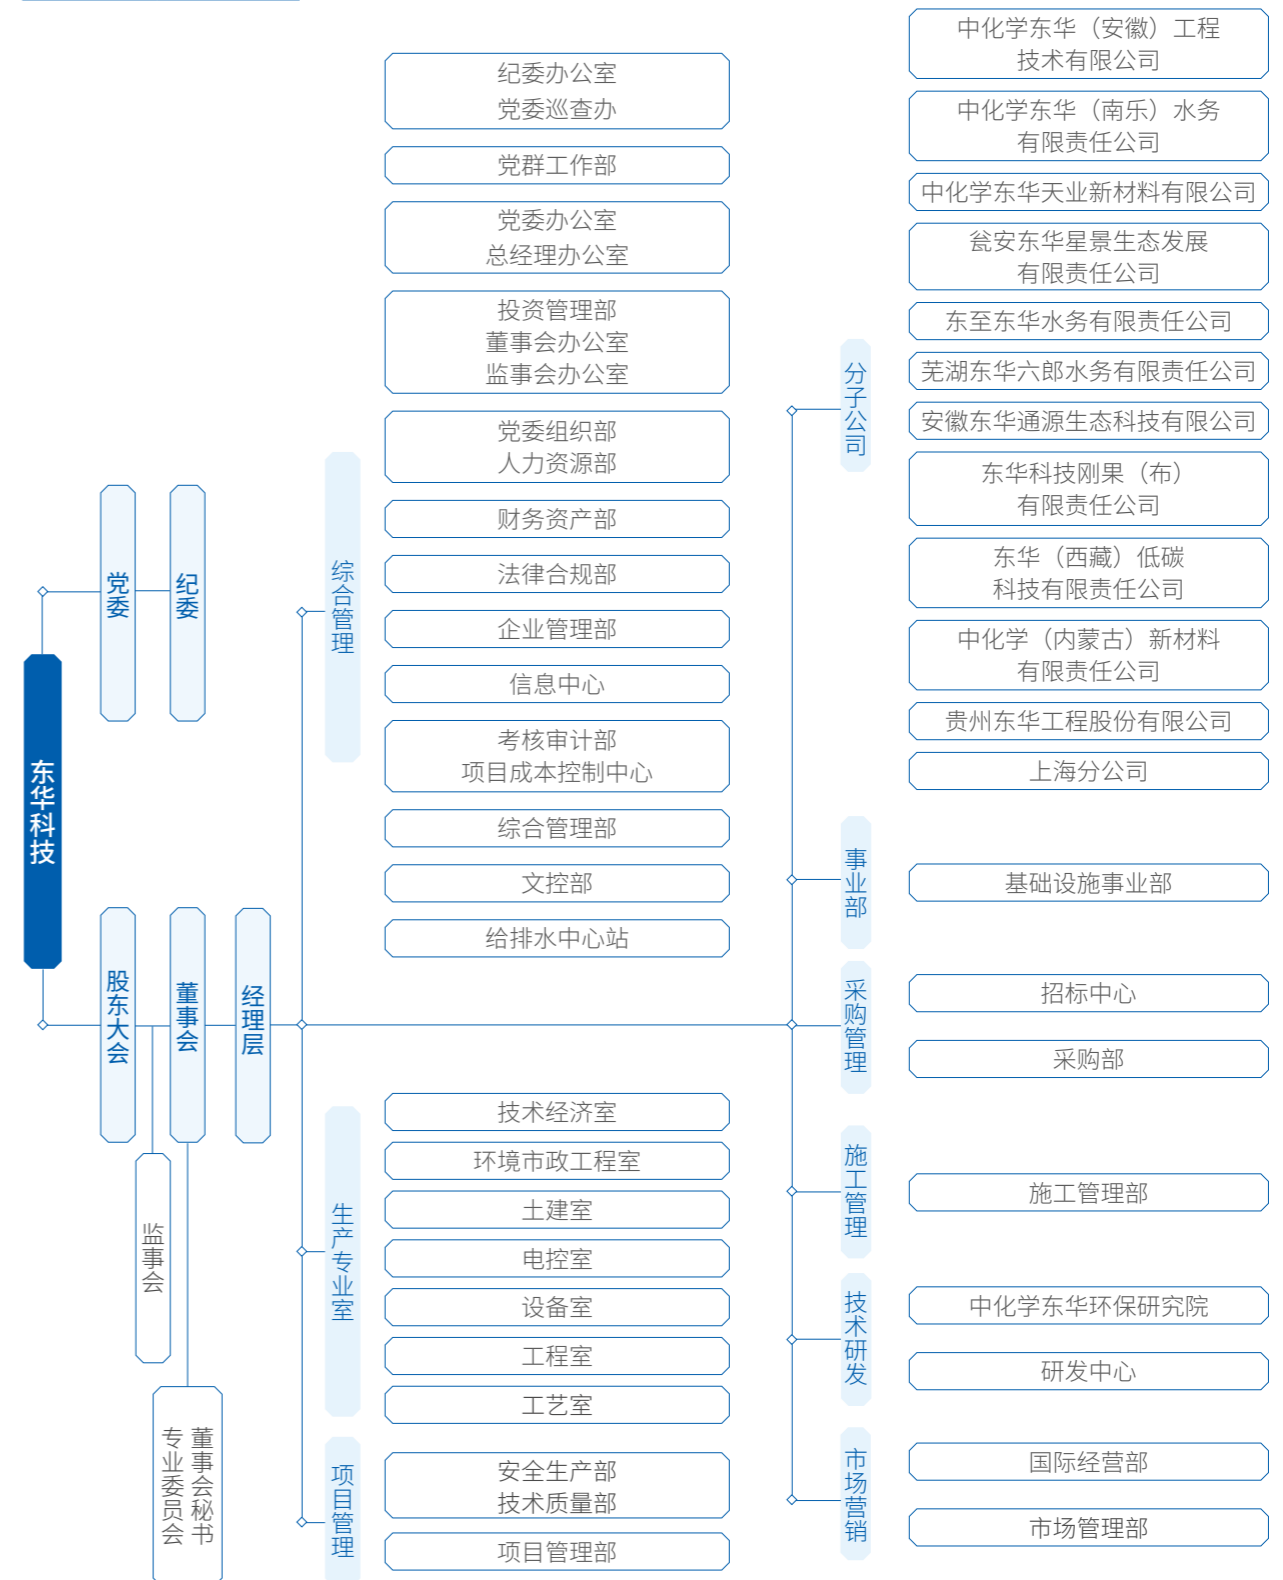 东华科技
党委
纪委
股东大会
董事会
经理层
监事会
董事会秘书
专业委员会
综合管理
纪委办公室
党委巡查办
党群工作部
党委办公室
总经理办公室
投资管理部
董事会办公室
监事会办公室
党委组织部
人力资源部
财务资产部
法律合规部
企业管理部
信息中心
考核审计部
项目成本控制中心
综合管理部
文控部
给排水中心站
生产专业室
技术经济室
环境市政工程室
土建室
电控室
设备室
工程室
工艺室
项目管理
安全生产部
技术质量部
项目管理部
分子公司
中化学东华（安徽）工程
技术有限公司
中化学东华（南乐）水务
有限责任公司
中化学东华天业新材料有限公司
瓮安东华星景生态发展
有限责任公司
东至东华水务有限责任公司
芜湖东华六郎水务有限责任公司
安徽东华通源生态科技有限公司
东华科技刚果（布）
有限责任公司
东华（西藏）低碳
科技有限责任公司
中化学（内蒙古）新材料
有限责任公司
贵州东华工程股份有限公司
上海分公司
事业部
基础设施事业部
采购管理
招标中心
采购部
施工管理
施工管理部
技术研发
中化学东华环保研究院
研发中心
市场营销
国际经营部
市场管理部